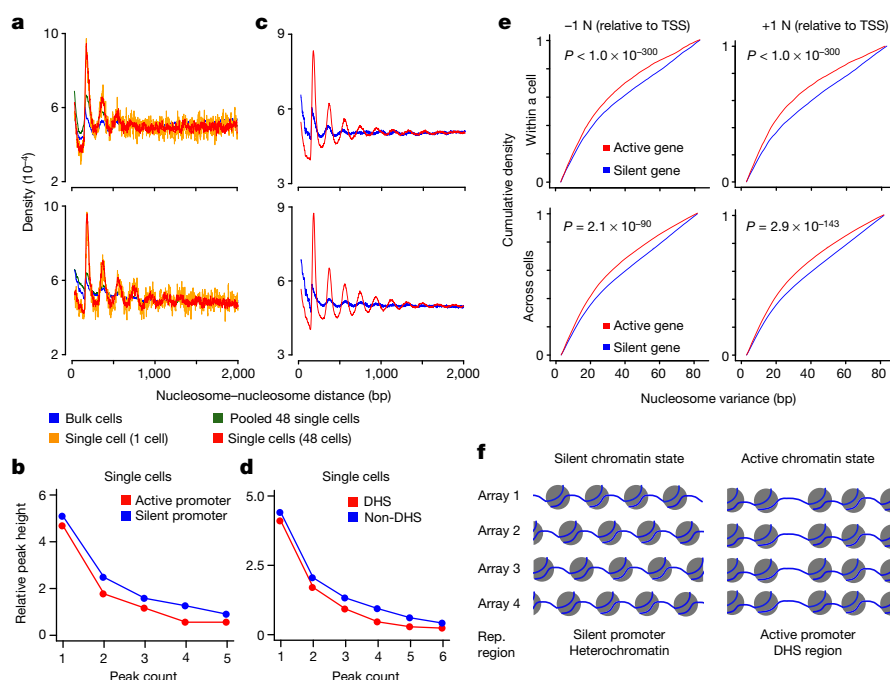 a
10
6
2
10
6
2
Density (10⁻⁴)
0
1,000
2,000
c
9
6
3
9
6
3
0
1,000
2,000
Nucleosome–nucleosome distance (bp)
Bulk cells
Pooled 48 single cells
Single cell (1 cell)
Single cells (48 cells)
b
Single cells
Active promoter
Silent promoter
Relative peak height
6
4
2
0
1 2 3 4 5
Peak count
d
Single cells
DHS
Non-DHS
5.0
2.5
0
1 2 3 4 5 6
Peak count
e
–1 N (relative to TSS)
+1 N (relative to TSS)
Cumulative density
Within a cell
Across cells
1
0
P < 1.0 × 10⁻³⁰⁰
Active gene
Silent gene
1
0
P < 1.0 × 10⁻³⁰⁰
Active gene
Silent gene
1
0
P = 2.1 × 10⁻⁹⁰
Active gene
Silent gene
0 20 40 60 80
1
0
P = 2.9 × 10⁻¹⁴³
Active gene
Silent gene
0 20 40 60 80
Nucleosome variance (bp)
f
Silent chromatin state
Active chromatin state
Array 1
Array 2
Array 3
Array 4
Rep.
region
Silent promoter
Heterochromatin
Active promoter
DHS region